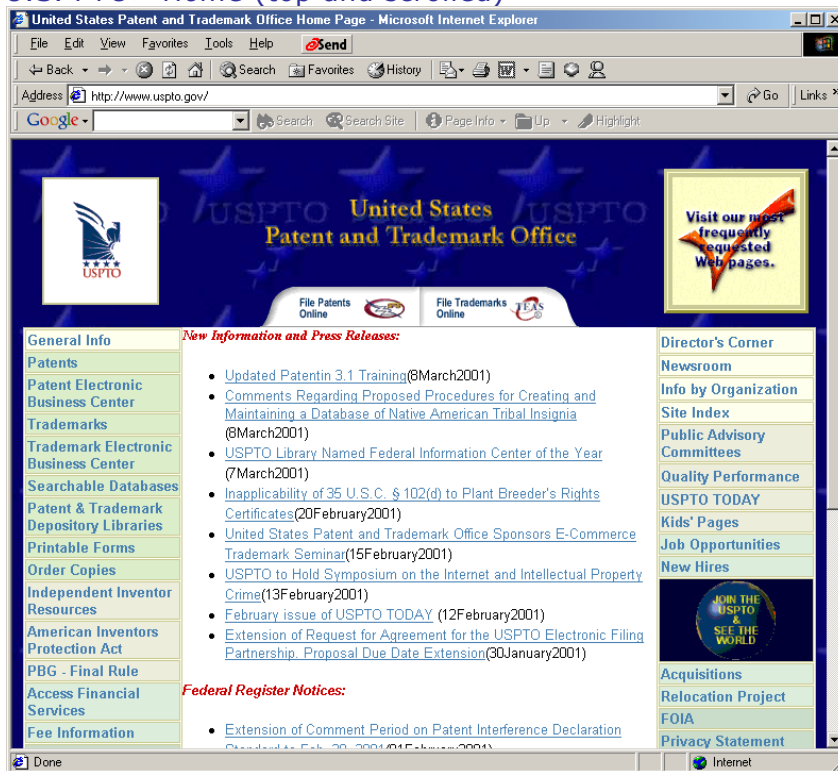 U.S. PTO - Home (top and scrolled)
United States Patent and Trademark Office Home Page - Microsoft Internet Explorer
File Edit View Favorites Tools Help Send
Back Search Favorites History
Address http://www.uspto.gov/ Go Links »
Google Search Search Site Page Info Up Highlight
USPTO
United States
Patent and Trademark Office
USPTO USPTO
Visit our most
frequently
requested
Web pages.
File Patents
Online
File Trademarks
Online
TEAS
General Info
Patents
Patent Electronic
Business Center
Trademarks
Trademark Electronic
Business Center
Searchable Databases
Patent & Trademark
Depository Libraries
Printable Forms
Order Copies
Independent Inventor
Resources
American Inventors
Protection Act
PBG - Final Rule
Access Financial
Services
Fee Information
New Information and Press Releases:
• Updated Patentin 3.1 Training(8March2001)
• Comments Regarding Proposed Procedures for Creating and
Maintaining a Database of Native American Tribal Insignia
(8March2001)
• USPTO Library Named Federal Information Center of the Year
(7March2001)
• Inapplicability of 35 U.S.C. § 102(d) to Plant Breeder's Rights
Certificates(20February2001)
• United States Patent and Trademark Office Sponsors E-Commerce
Trademark Seminar(15February2001)
• USPTO to Hold Symposium on the Internet and Intellectual Property
Crime(13February2001)
• February issue of USPTO TODAY (12February2001)
• Extension of Request for Agreement for the USPTO Electronic Filing
Partnership. Proposal Due Date Extension(30January2001)
Federal Register Notices:
• Extension of Comment Period on Patent Interference Declaration
Standard to Feb. 20, 2001(01February2001)
Director's Corner
Newsroom
Info by Organization
Site Index
Public Advisory
Committees
Quality Performance
USPTO TODAY
Kids' Pages
Job Opportunities
New Hires
JOIN THE
USPTO
&
SEE THE
WORLD
Acquisitions
Relocation Project
FOIA
Privacy Statement
Done Internet